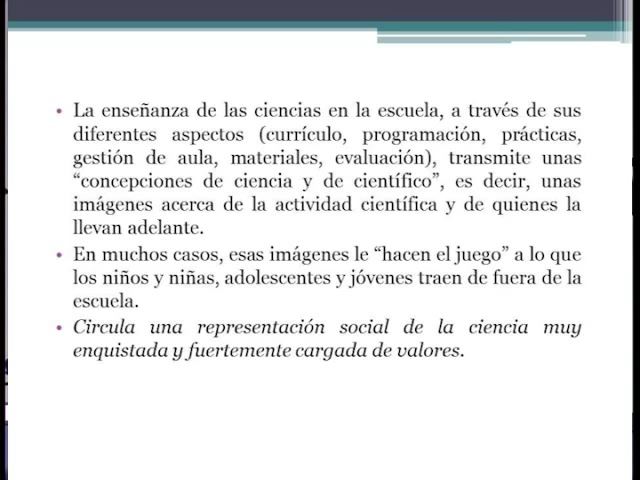 • La enseñanza de las ciencias en la escuela, a través de sus
diferentes aspectos (currículo, programación, prácticas,
gestión de aula, materiales, evaluación), transmite unas
“concepciones de ciencia y de científico”, es decir, unas
imágenes acerca de la actividad científica y de quienes la
llevan adelante.
• En muchos casos, esas imágenes le “hacen el juego” a lo que
los niños y niñas, adolescentes y jóvenes traen de fuera de la
escuela.
• Circula una representación social de la ciencia muy
enquistada y fuertemente cargada de valores.